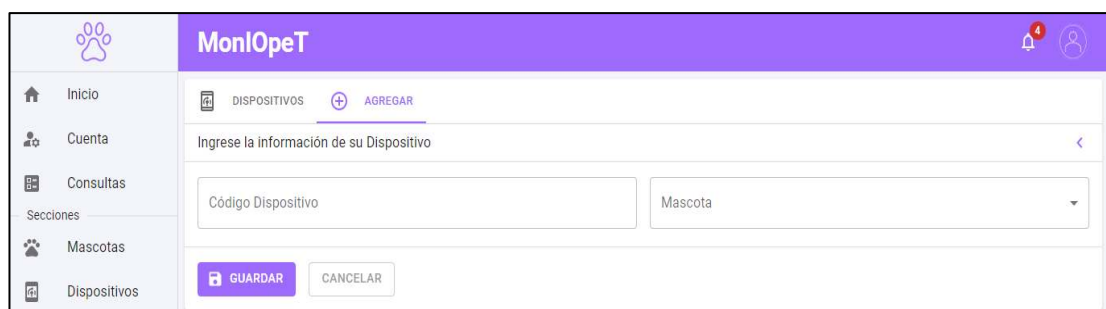 MonIOpeT
4
Inicio
Cuenta
Consultas
Secciones
Mascotas
Dispositivos
DISPOSITIVOS
AGREGAR
Ingrese la información de su Dispositivo
Código Dispositivo
Mascota
GUARDAR
CANCELAR